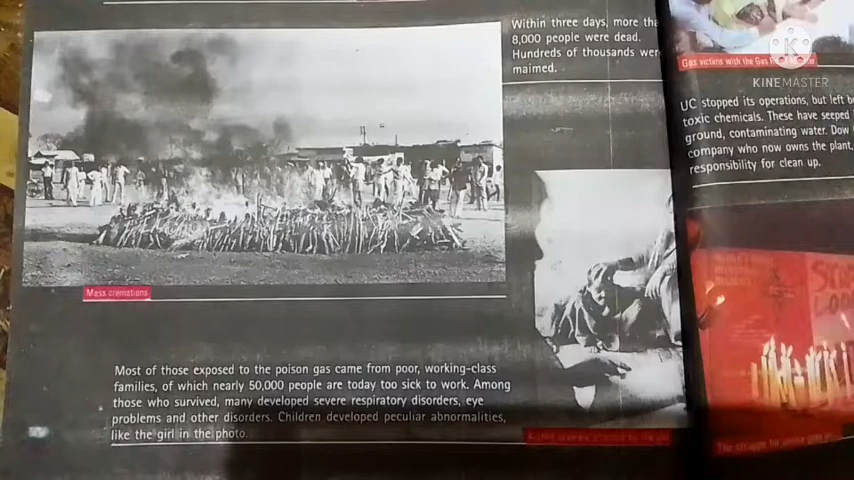 Within three days, more tha
8,000 people were dead.
Hundreds of thousands wer
maimed.
Mass cremations
Most of those exposed to the poison gas came from poor, working-class
families, of which nearly 50,000 people are today too sick to work. Among
those who survived, many developed severe respiratory disorders, eye
problems and other disorders. Children developed peculiar abnormalities,
like the girl in the photo.
Gas victims with the Gas
KINEMASTER
UC stopped its operations, but left b
toxic chemicals. These have seeped
ground, contaminating water. Dow
company who now owns the plant,
responsibility for clean up.
The struggle for justice